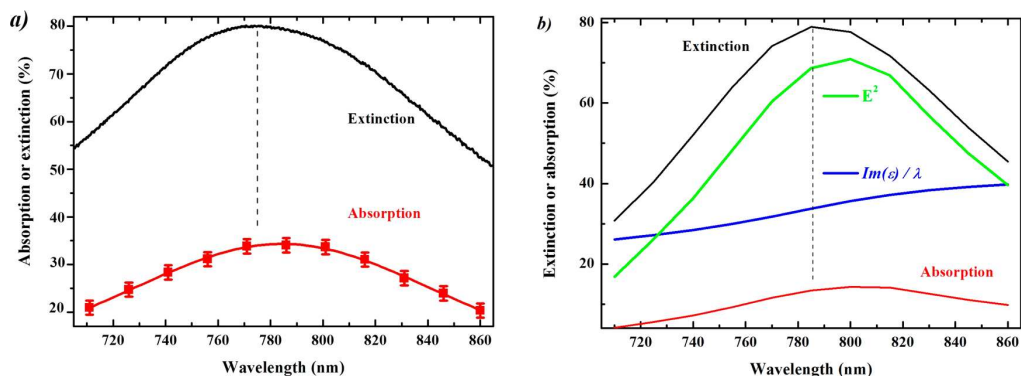 a)
Absorption or extinction (%)
80
70
60
50
40
30
20
Extinction
Absorption
720 740 760 780 800 820 840 860
Wavelength (nm)
b)
Extinction or absorption (%)
80
60
40
20
Extinction
E²
Im(ε) / λ
Absorption
720 740 760 780 800 820 840 860
Wavelength (nm)